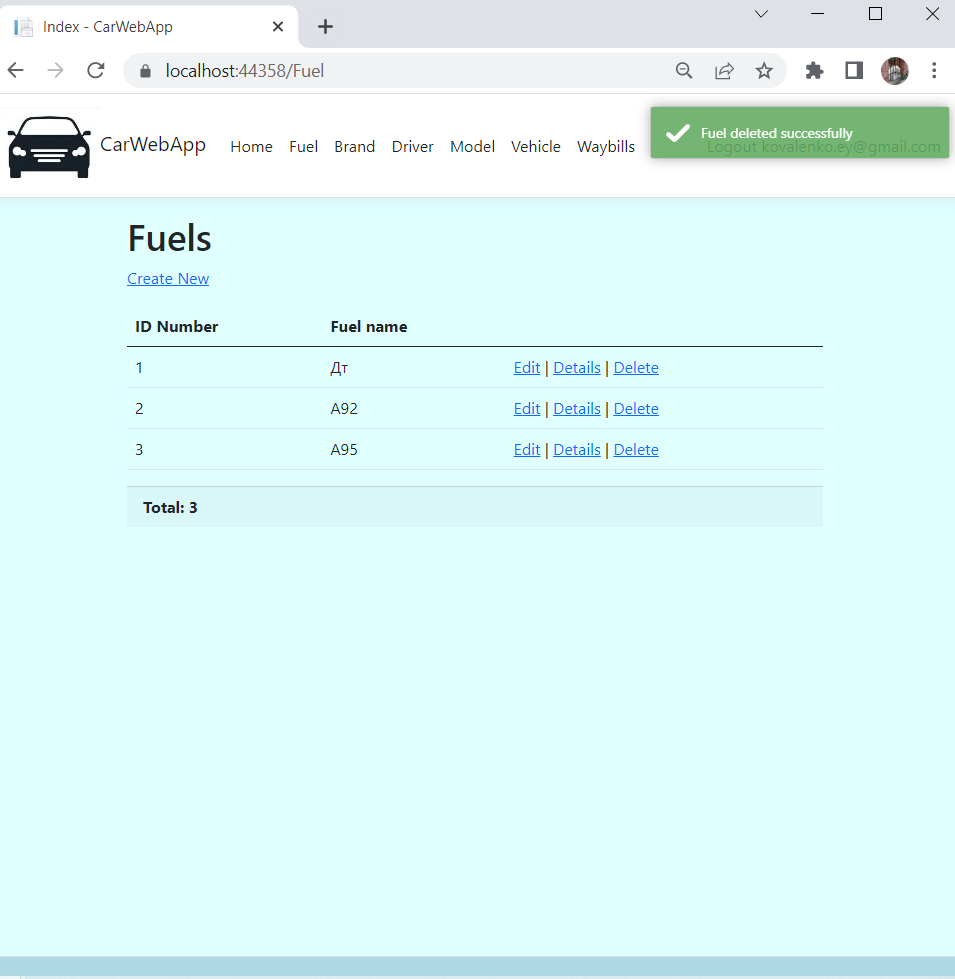 Index - CarWebApp
localhost:44358/Fuel
CarWebApp Home Fuel Brand Driver Model Vehicle Waybills
Fuel deleted successfully
Logout kovalenko.ey@gmail.com
Fuels
Create New
ID Number Fuel name
1 Дт Edit | Details | Delete
2 A92 Edit | Details | Delete
3 A95 Edit | Details | Delete
Total: 3